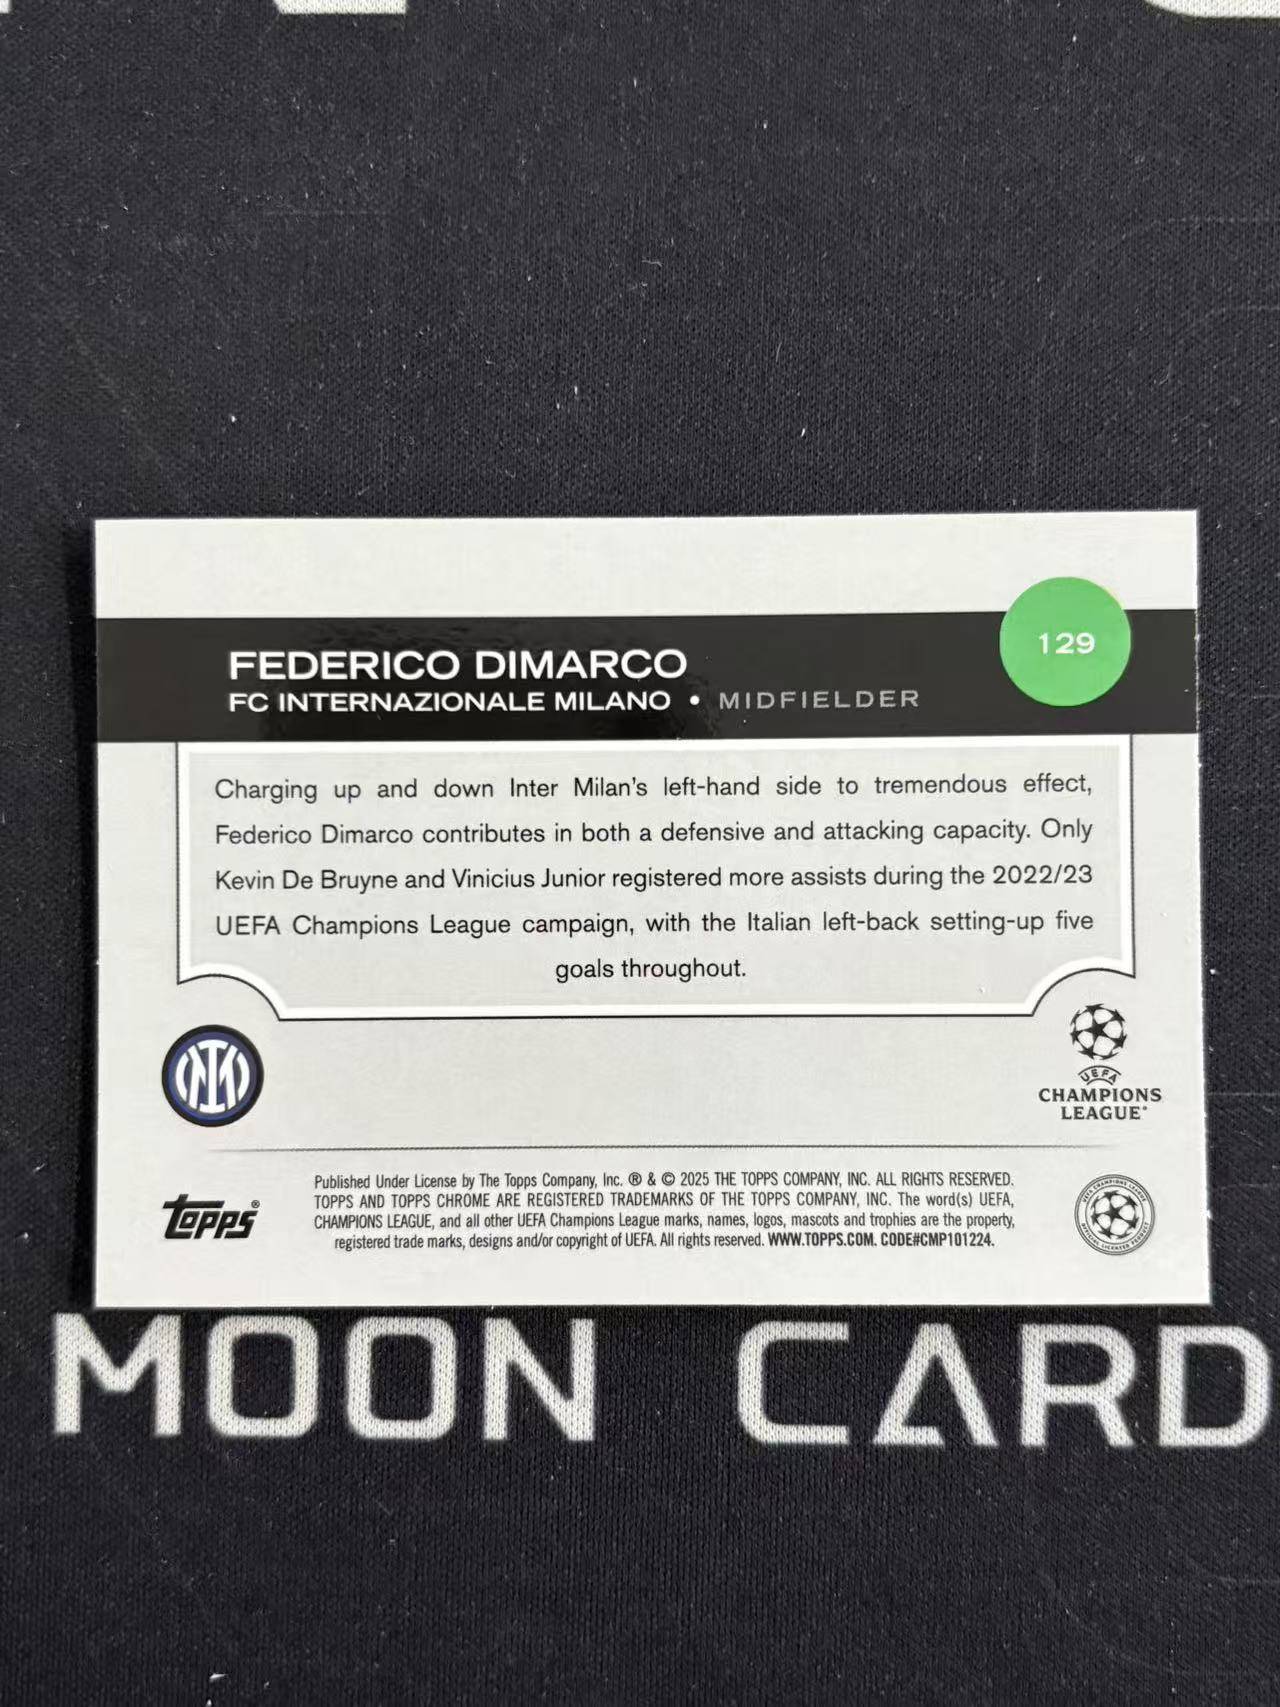 129
FEDERICO DIMARCO
FC INTERNAZIONALE MILANO • MIDFIELDER
Charging up and down Inter Milan's left-hand side to tremendous effect,
Federico Dimarco contributes in both a defensive and attacking capacity. Only
Kevin De Bruyne and Vinicius Junior registered more assists during the 2022/23
UEFA Champions League campaign, with the Italian left-back setting-up five
goals throughout.
UEFA
CHAMPIONS
LEAGUE®
Published Under License by The Topps Company, Inc. ® & © 2025 THE TOPPS COMPANY, INC. ALL RIGHTS RESERVED.
TOPPS AND TOPPS CHROME ARE REGISTERED TRADEMARKS OF THE TOPPS COMPANY, INC. The word(s) UEFA,
CHAMPIONS LEAGUE, and all other UEFA Champions League marks, names, logos, mascots and trophies are the property,
registered trade marks, designs and/or copyright of UEFA. All rights reserved. WWW.TOPPS.COM. CODE#CMP101224.
Topps®
MOON CARD